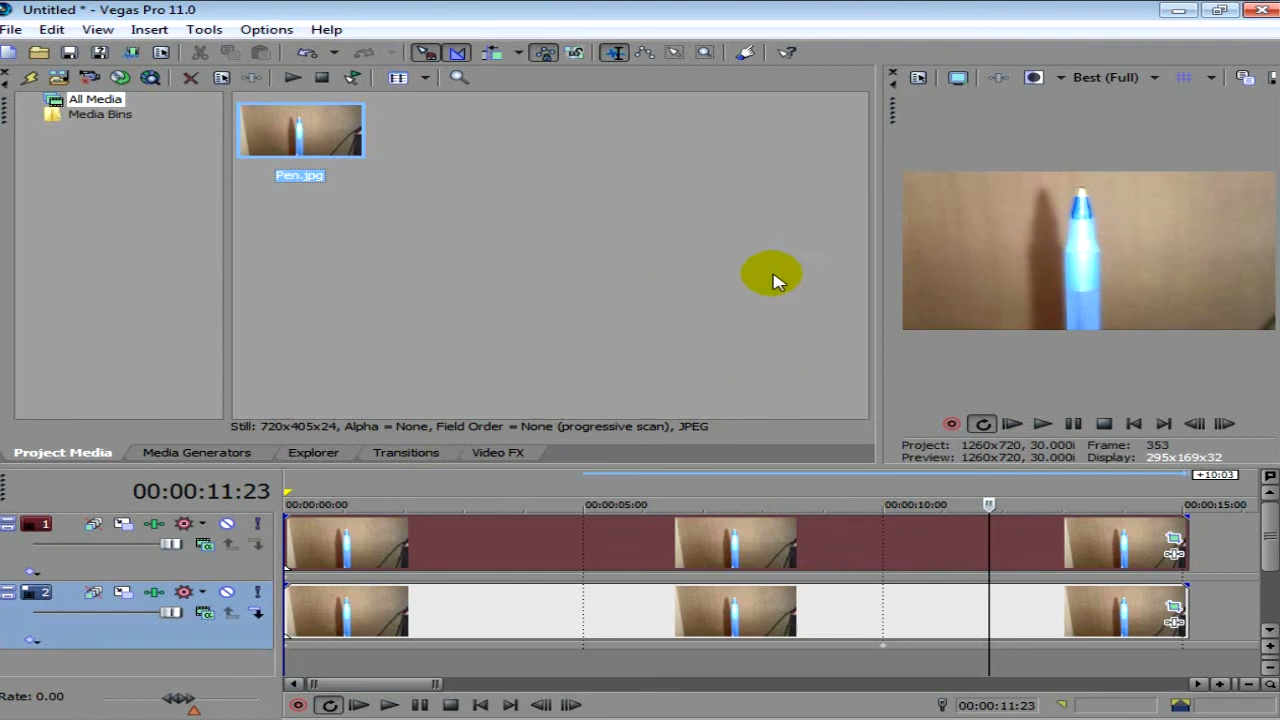 Untitled * - Vegas Pro 11.0
File Edit View Insert Tools Options Help
Best (Full)
All Media
Media Bins
Pen.jpg
Still: 720x405x24, Alpha = None, Field Order = None (progressive scan), JPEG
Project Media Media Generators Explorer Transitions Video FX
Project: 1260x720, 30.000i Frame: 353
Preview: 1260x720, 30.000i Display: 295x169x32
+10:03
00:00:11:23
00:00:00:00 00:00:05:00 00:00:10:00 00:00:15:00
1
2
Rate: 0.00
00:00:11:23